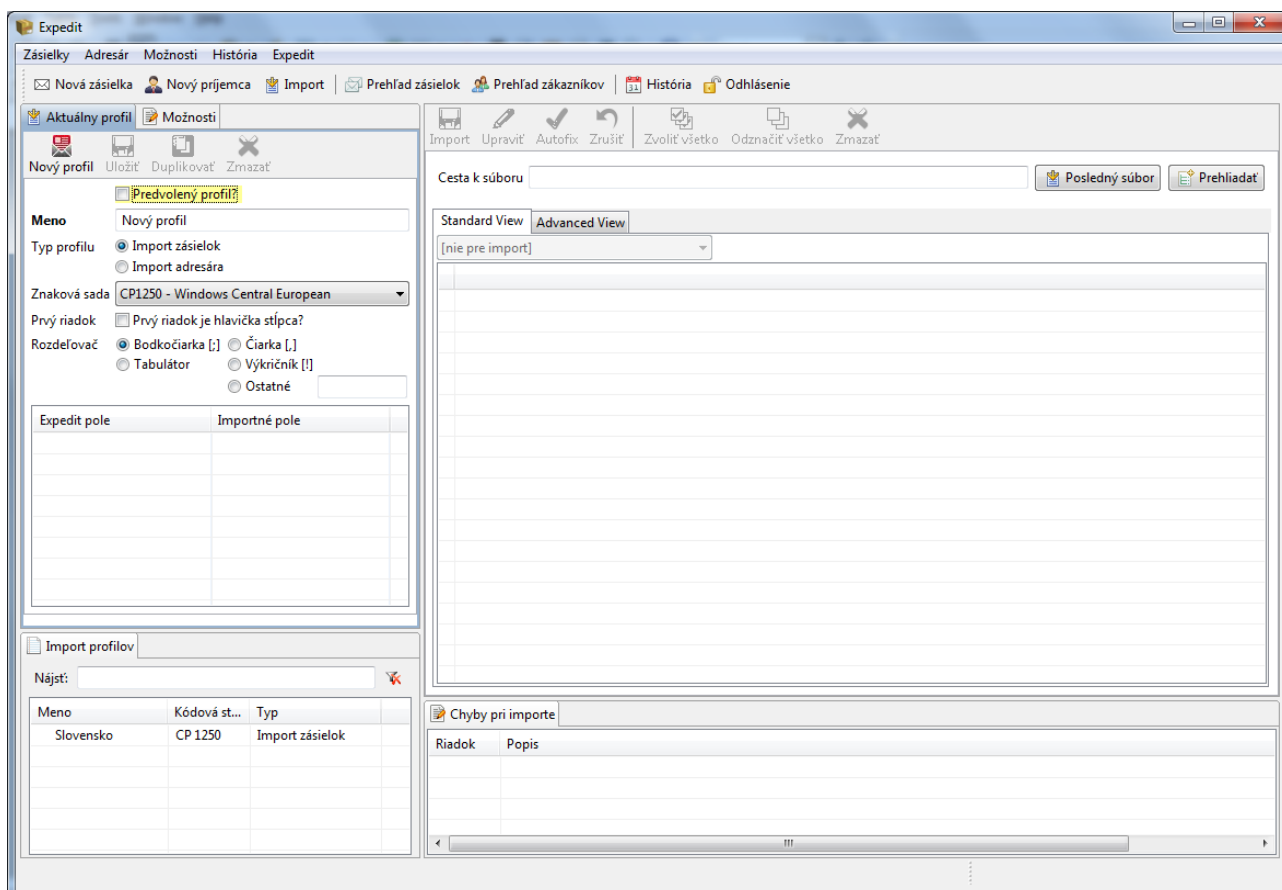 Expedit
Zásielky Adresár Možnosti História Expedit
Nová zásielka Nový príjemca Import Prehľad zásielok Prehľad zákazníkov História Odhlásenie
Aktuálny profil Možnosti
Nový profil Uložiť Duplikovať Zmazať
Predvolený profil?
Meno Nový profil
Typ profilu Import zásielok
Import adresára
Znaková sada CP1250 - Windows Central European
Prvý riadok Prvý riadok je hlavička stĺpca?
Rozdeľovač Bodkočiarka [;] Čiarka [,]
Tabulátor Výkričník [!]
Ostatné
Expedit pole Importné pole
Import profilov
Nájsť:
Meno Kódová st... Typ
Slovensko CP 1250 Import zásielok
Import Upraviť Autofix Zrušiť Zvoliť všetko Odznačiť všetko Zmazať
Cesta k súboru Posledný súbor Prehliadať
Standard View Advanced View
[nie pre import]
Chyby pri importe
Riadok Popis